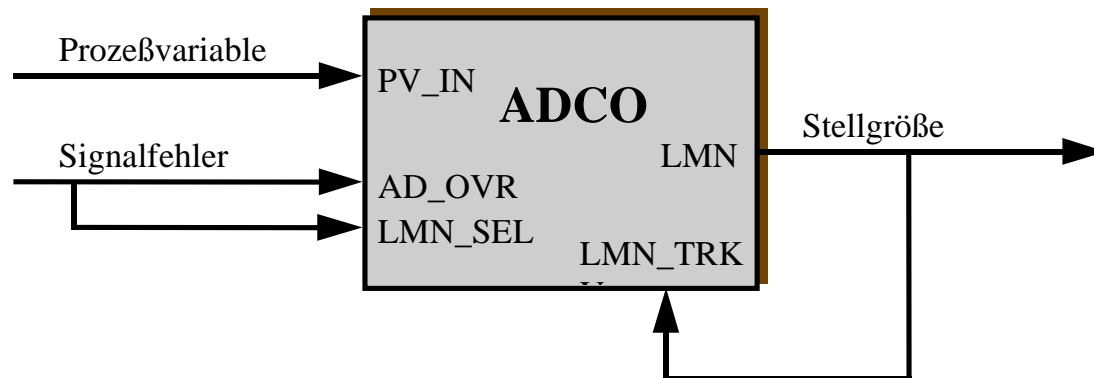 Prozeßvariable
PV_IN
ADCO
Stellgröße
LMN
Signalfehler
AD_OVR
LMN_SEL
LMN_TRK